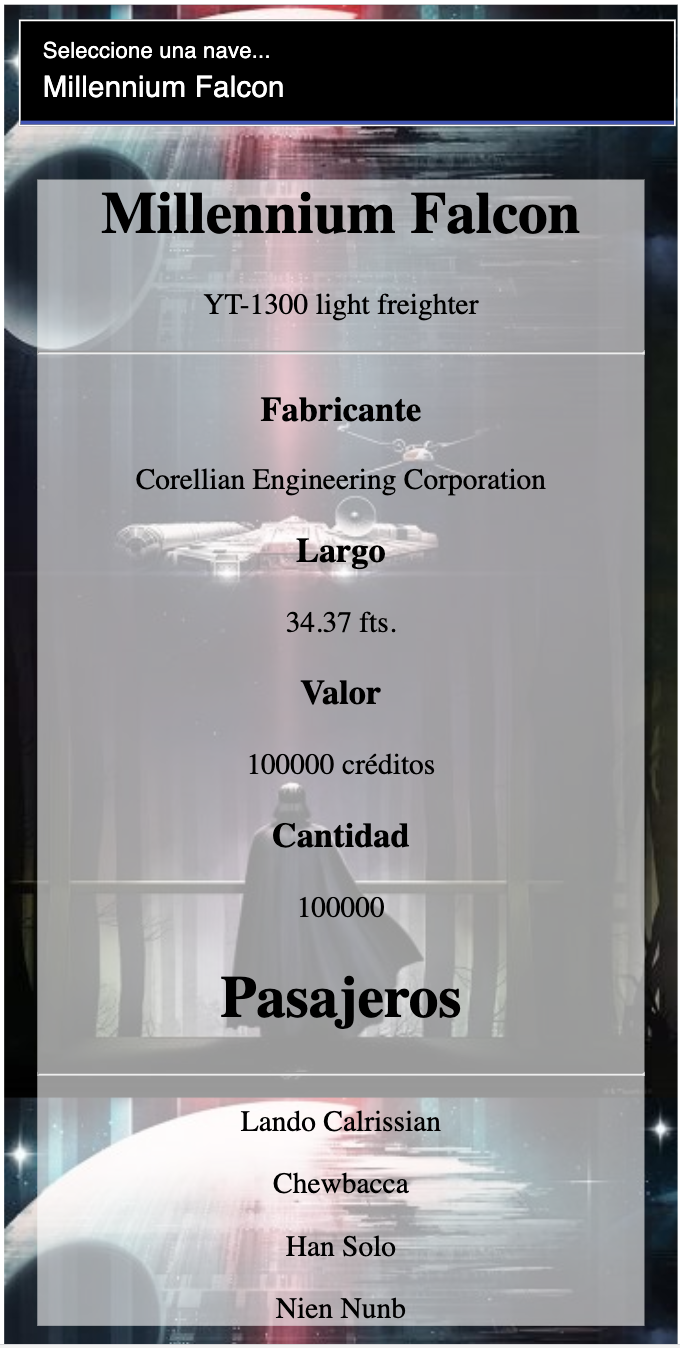 Seleccione una nave...
Millennium Falcon
Millennium Falcon
YT-1300 light freighter
Fabricante
Corellian Engineering Corporation
Largo
34.37 fts.
Valor
100000 créditos
Cantidad
100000
Pasajeros
Lando Calrissian
Chewbacca
Han Solo
Nien Nunb